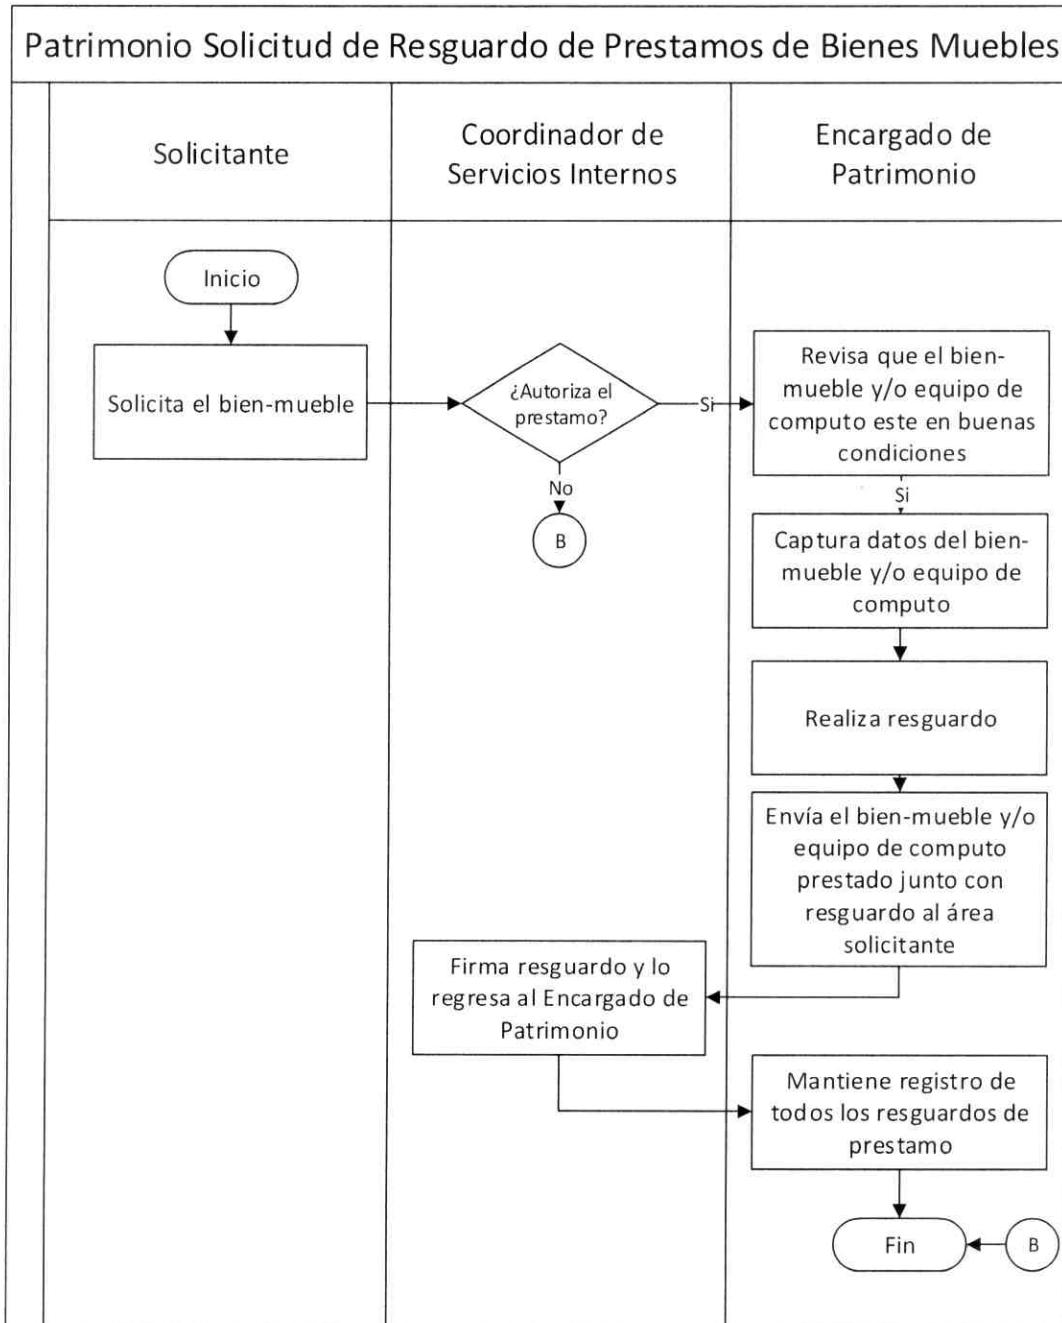 Patrimonio Solicitud de Resguardo de Prestamos de Bienes Muebles
Solicitante
Coordinador de
Servicios Internos
Encargado de
Patrimonio
Inicio
Solicita el bien-mueble
¿Autoriza el
prestamo?
Si
No
B
Revisa que el bien-
mueble y/o equipo de
computo este en buenas
condiciones
Si
Captura datos del bien-
mueble y/o equipo de
computo
Realiza resguardo
Envía el bien-mueble y/o
equipo de computo
prestado junto con
resguardo al área
solicitante
Firma resguardo y lo
regresa al Encargado de
Patrimonio
Mantiene registro de
todos los resguardos de
prestamo
Fin
B